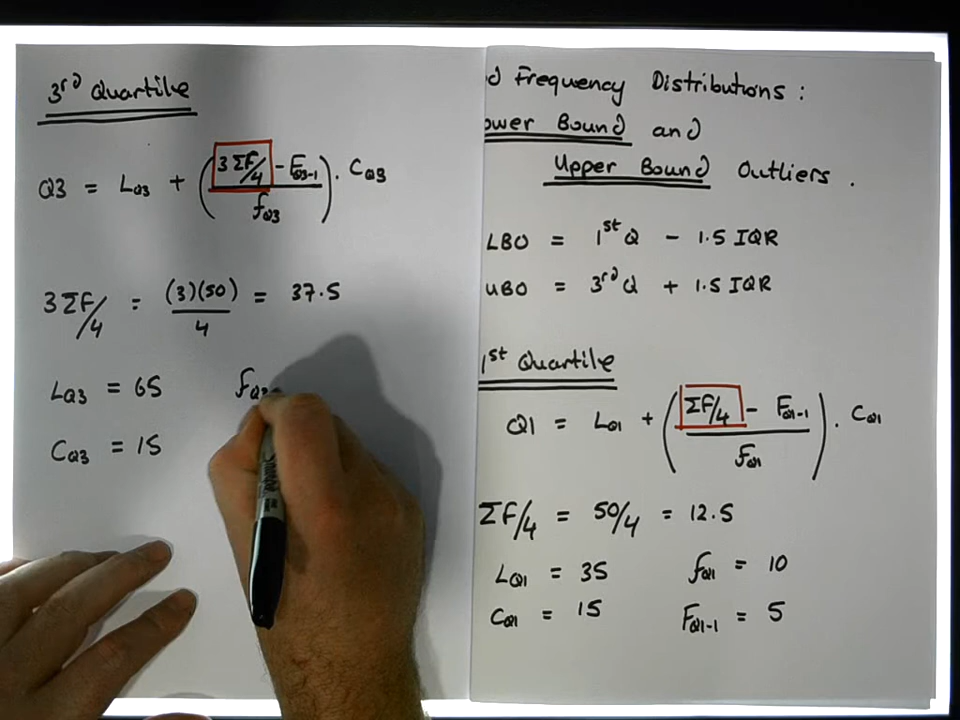 3rd Quartile
Q3 = LQ3 + (3ΣF/4 - FQ3-1 / fQ3) . CQ3
3ΣF/4 = (3)(50)/4 = 37.5
LQ3 = 65 fQ3
CQ3 = 15
d Frequency Distributions :
ower Bound and
Upper Bound Outliers .
LBO = 1st Q - 1.5 IQR
UBO = 3rd Q + 1.5 IQR
1st Quartile
Q1 = LQ1 + (ΣF/4 - FQ1-1 / fQ1) . CQ1
ΣF/4 = 50/4 = 12.5
LQ1 = 35 fQ1 = 10
CQ1 = 15 FQ1-1 = 5